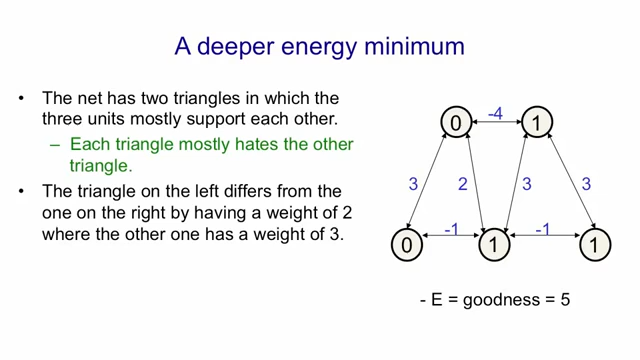 A deeper energy minimum
• The net has two triangles in which the
three units mostly support each other.
– Each triangle mostly hates the other
triangle.
• The triangle on the left differs from the
one on the right by having a weight of 2
where the other one has a weight of 3.
0 -4 1
3 2 3 3
0 -1 1 -1 1
- E = goodness = 5